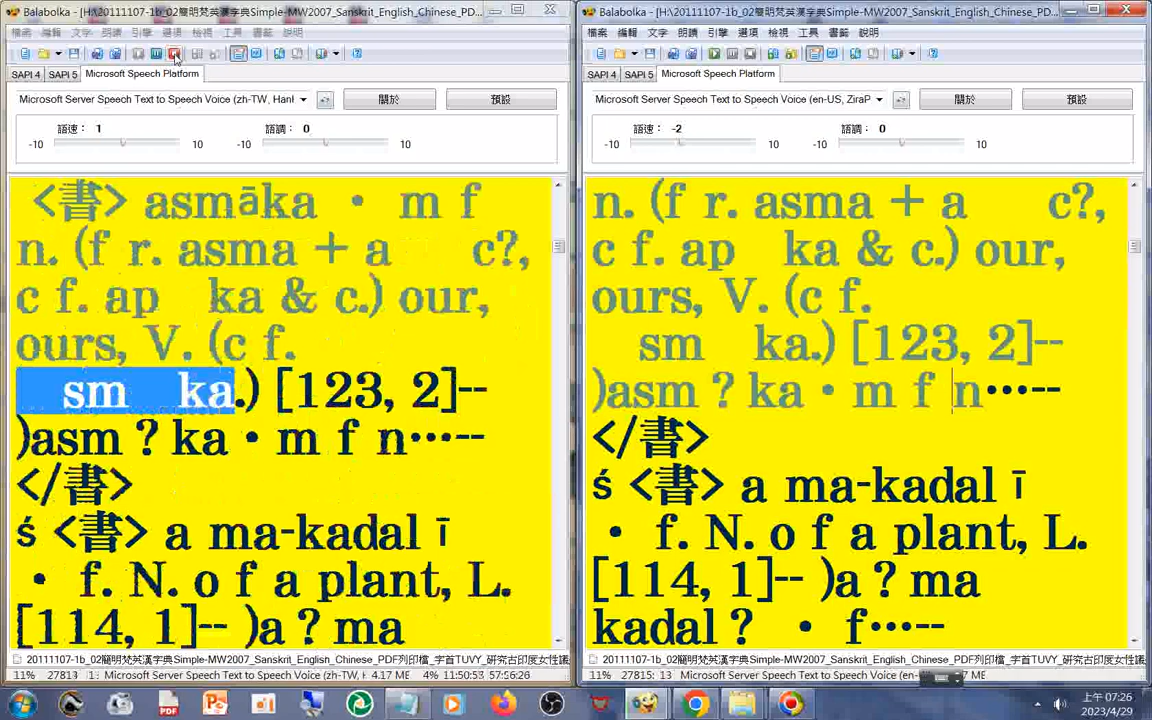 Balabolka - [H:\20111107-1b_02簡明梵英漢字典Simple-MW2007_Sanskrit_English_Chinese_PD...
檔案 編輯 文字 朗讀 引擎 選項 檢視 工具 書籤 說明
SAPI 4 SAPI 5 Microsoft Speech Platform
Microsoft Server Speech Text to Speech Voice (zh-TW, HanH 關於 預設
語速： 1 語調： 0
-10 10 -10 10
<書> asmāka • m f
n. (f r. asma + a c?,
c f. ap ka & c.) our,
ours, V. (c f.
sm ka.) [123, 2]--
)asm ? ka • m f n…--
</書>
ś <書> a ma-kadal ī
• f. N. o f a plant, L.
[114, 1]-- )a ? ma
20111107-1b_02簡明梵英漢字典Simple-MW2007_Sanskrit_English_Chinese_PDF列印檔_字首TUVY_研究古印度女性議
11% 27813 Microsoft Server Speech Text to Speech Voice (zh-TW, 4.17 ME 4% 11:50:53 57:56:26
Balabolka - [H:\20111107-1b_02簡明梵英漢字典Simple-MW2007_Sanskrit_English_Chinese_PDF...
檔案 編輯 文字 朗讀 引擎 選項 檢視 工具 書籤 說明
SAPI 4 SAPI 5 Microsoft Speech Platform
Microsoft Server Speech Text to Speech Voice (en-US, ZiraP 關於 預設
語速： -2 語調： 0
-10 10 -10 10
n. (f r. asma + a c?,
c f. ap ka & c.) our,
ours, V. (c f.
sm ka.) [123, 2]--
)asm ? ka • m f n…--
</書>
ś <書> a ma-kadal ī
• f. N. o f a plant, L.
[114, 1]-- )a ? ma
kadal ? • f…--
20111107-1b_02簡明梵英漢字典Simple-MW2007_Sanskrit_English_Chinese_PDF列印檔_字首TUVY_研究古印度女性議
11% 27815: 13 Microsoft Server Speech Text to Speech Voice (en- ME
PDF
上午 07:26
2023/4/29